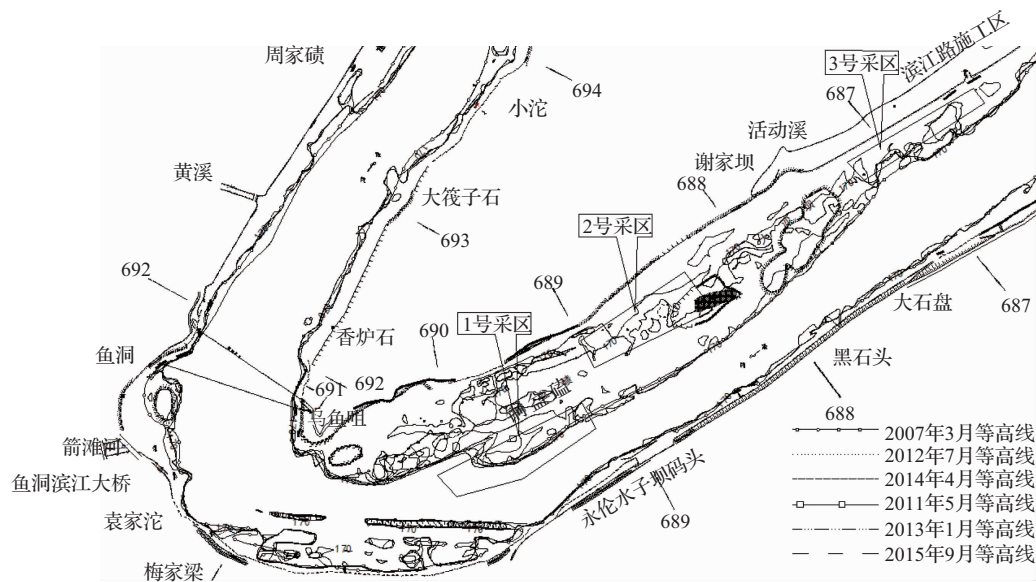 周家碛
694
小沱
黄溪
大筏子石
693
692
鱼洞
香炉石
691
692
乌鱼咀
箭滩河
鱼洞滨江大桥
袁家沱
梅家梁
170
170
170
690
689
1号采区
2号采区
170
688
谢家坝
活动溪
687
3号采区
滨江路施工区
170
170
大石盘
687
黑石头
688
永伦水子坝码头
689
2007年3月等高线
2012年7月等高线
2014年4月等高线
2011年5月等高线
2013年1月等高线
2015年9月等高线